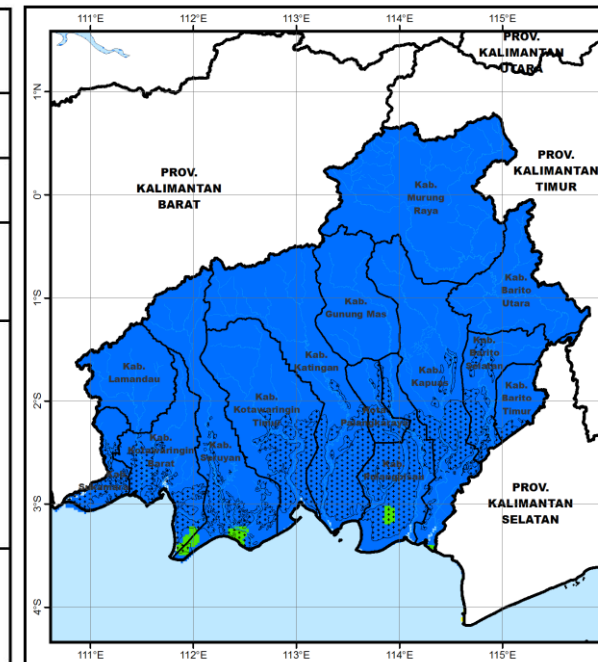 111°E 112°E 113°E 114°E 115°E
PROV.
KALIMANTAN
UTARA
1°N
PROV.
KALIMANTAN
BARAT
PROV.
KALIMANTAN
TIMUR
Kab.
Murung
Raya
0°
Kab.
Barito
Utara
1°S
Kab.
Gunung Mas
Kab.
Barito
Selatan
Kab.
Katingan
Kab.
Lamandau
Kab.
Kapuas
Kab.
Barito
Timur
2°S
Kab.
Kotawaringin
Timur
Kota
Palangkaraya
Kab.
Kotawaringin
Barat
Kab.
Seruyan
Kab.
3°S
PROV.
KALIMANTAN
SELATAN
4°S
111°E 112°E 113°E 114°E 115°E